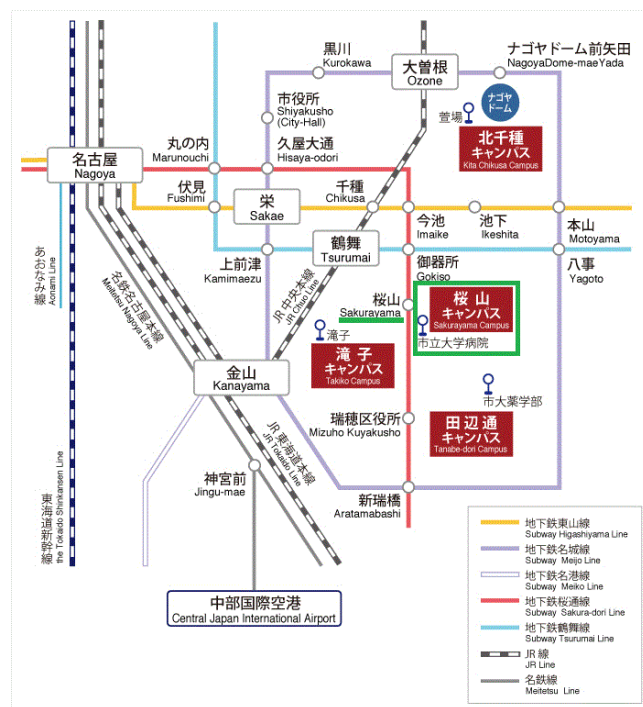 黒川
Kurokawa
大曽根
Ozone
ナゴヤドーム前矢田
NagoyaDome-maeYada
市役所
Shiyakusho
(City-Hall)
萱場
ナゴヤ
ドーム
北千種
キャンパス
Kita Chikusa Campus
丸の内
Marunouchi
久屋大通
Hisaya-odori
名古屋
Nagoya
伏見
Fushimi
栄
Sakae
千種
Chikusa
今池
Imaike
池下
Ikeshita
本山
Motoyama
上前津
Kamimaezu
鶴舞
Tsurumai
御器所
Gokiso
八事
Yagoto
あおなみ線
Aonami Line
名鉄名古屋本線
Meitetsu Nagoya Line
JR 中央本線
JR Chuo Line
桜山
Sakurayama
桜山
キャンパス
Sakurayama Campus
市立大学病院
滝子
滝子
キャンパス
Takiko Campus
金山
Kanayama
市大薬学部
田辺通
キャンパス
Tanabe-dori Campus
瑞穂区役所
Mizuho Kuyakusho
JR 東海道本線
JR Tokaido Line
神宮前
Jingu-mae
新瑞橋
Aratamabashi
東海道新幹線
the Tokaido Shinkansen Line
中部国際空港
Central Japan International Airport
地下鉄東山線
Subway Higashiyama Line
地下鉄名城線
Subway Meijo Line
地下鉄名港線
Subway Meiko Line
地下鉄桜通線
Subway Sakura-dori Line
地下鉄鶴舞線
Subway Tsurumai Line
JR 線
JR Line
名鉄線
Meitetsu Line